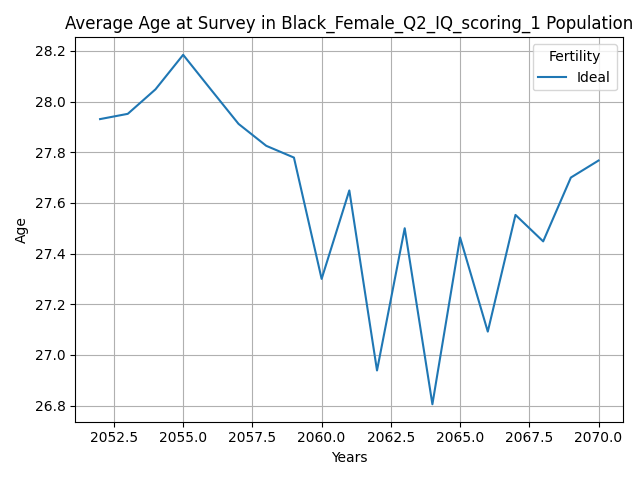 Average Age at Survey in Black_Female_Q2_IQ_scoring_1 Population
Fertility
Ideal
28.2
28.0
27.8
27.6
27.4
27.2
27.0
26.8
Age
2052.5 2055.0 2057.5 2060.0 2062.5 2065.0 2067.5 2070.0
Years